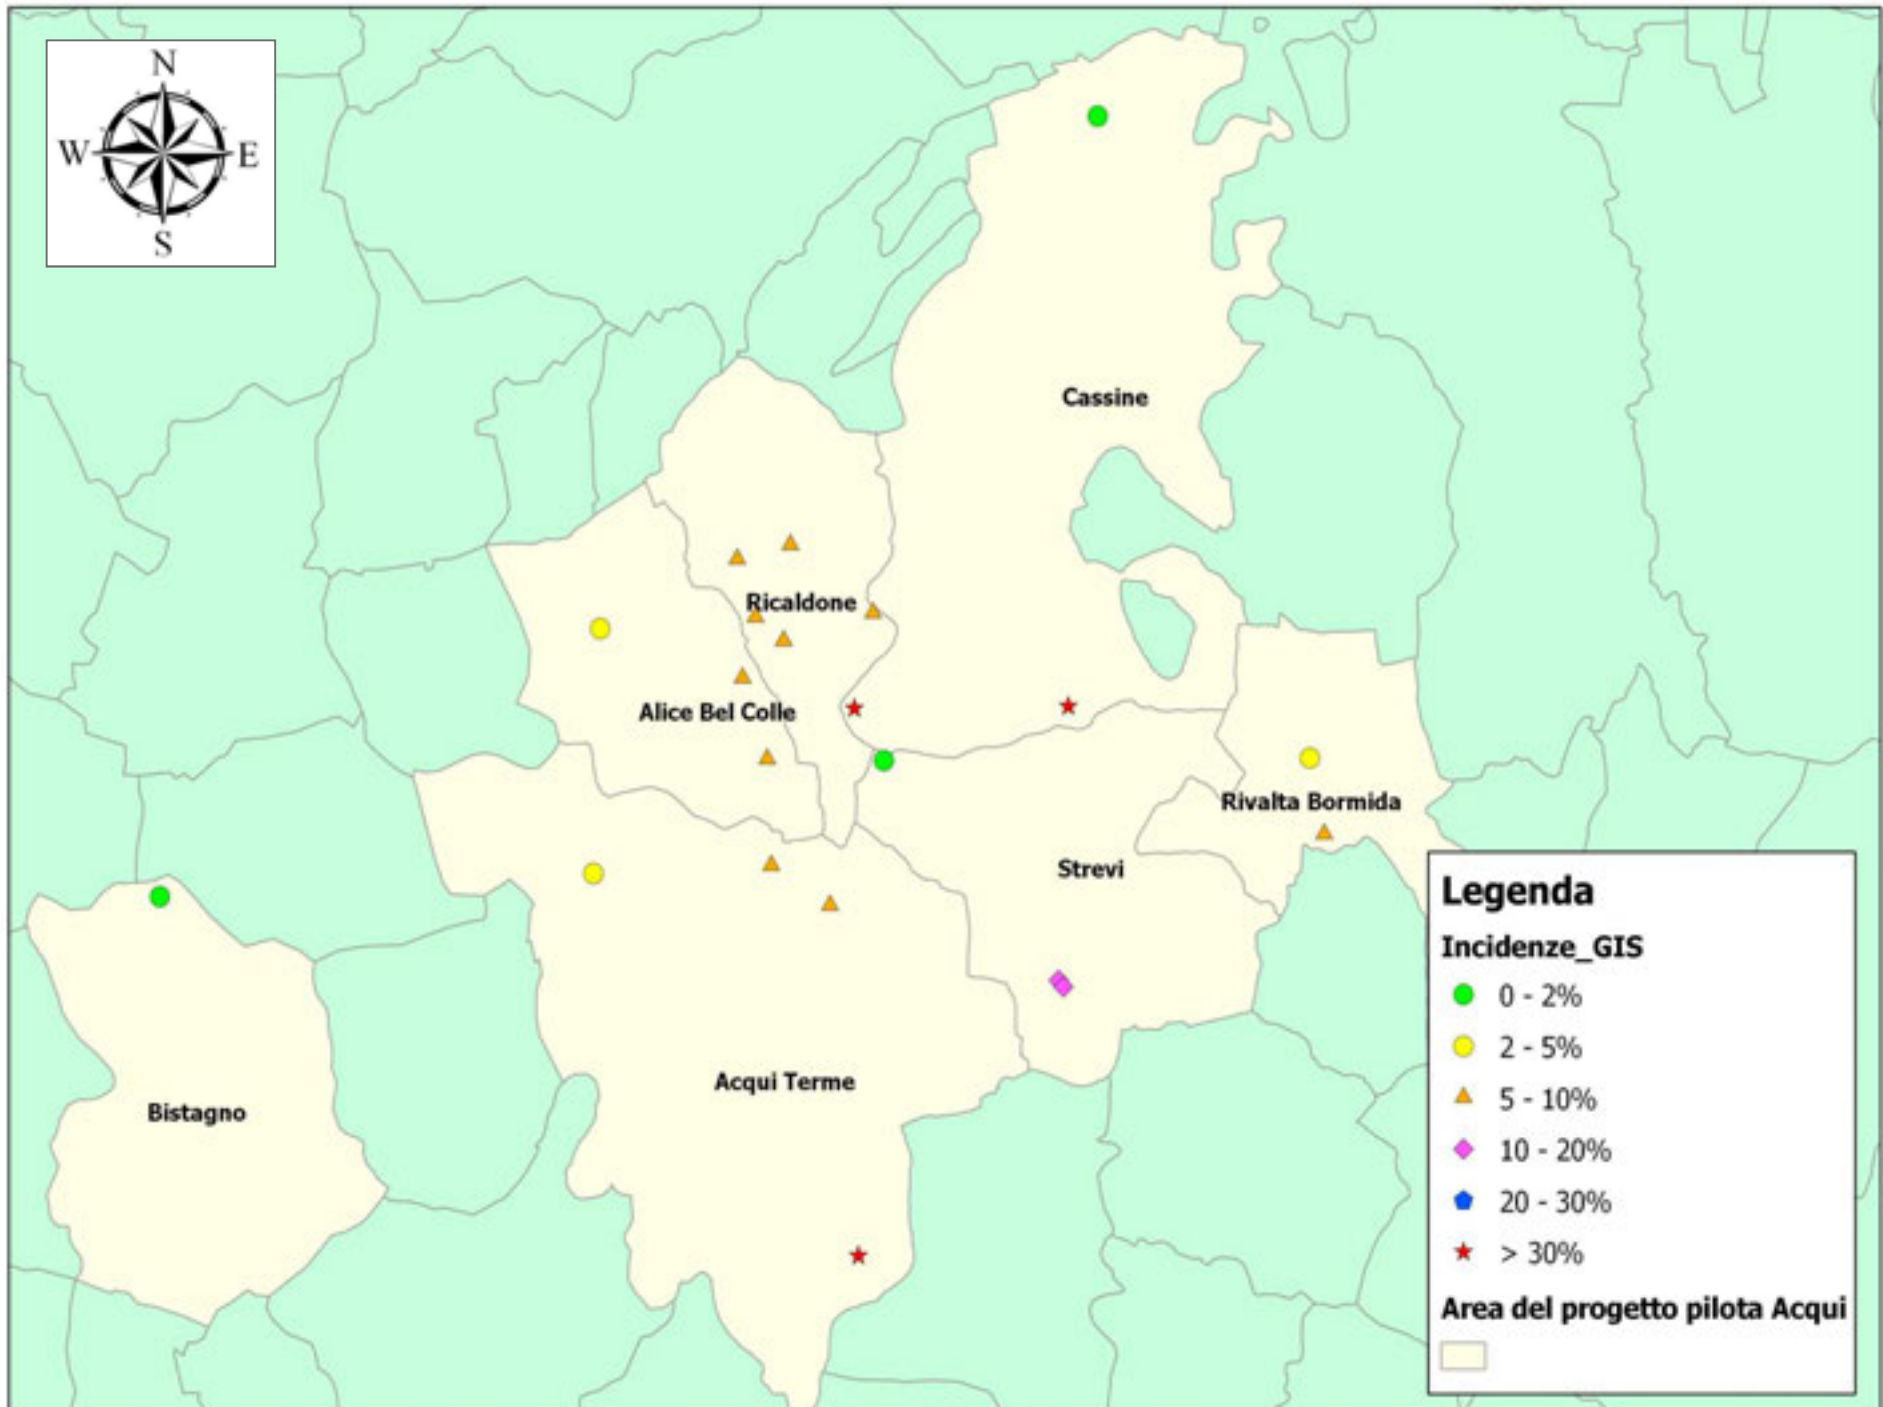 N
W E
S
Cassine
Ricaldone
Alice Bel Colle
Rivalta Bormida
Strevi
Acqui Terme
Bistagno
Legenda
Incidenze_GIS
0 - 2%
2 - 5%
5 - 10%
10 - 20%
20 - 30%
> 30%
Area del progetto pilota Acqui